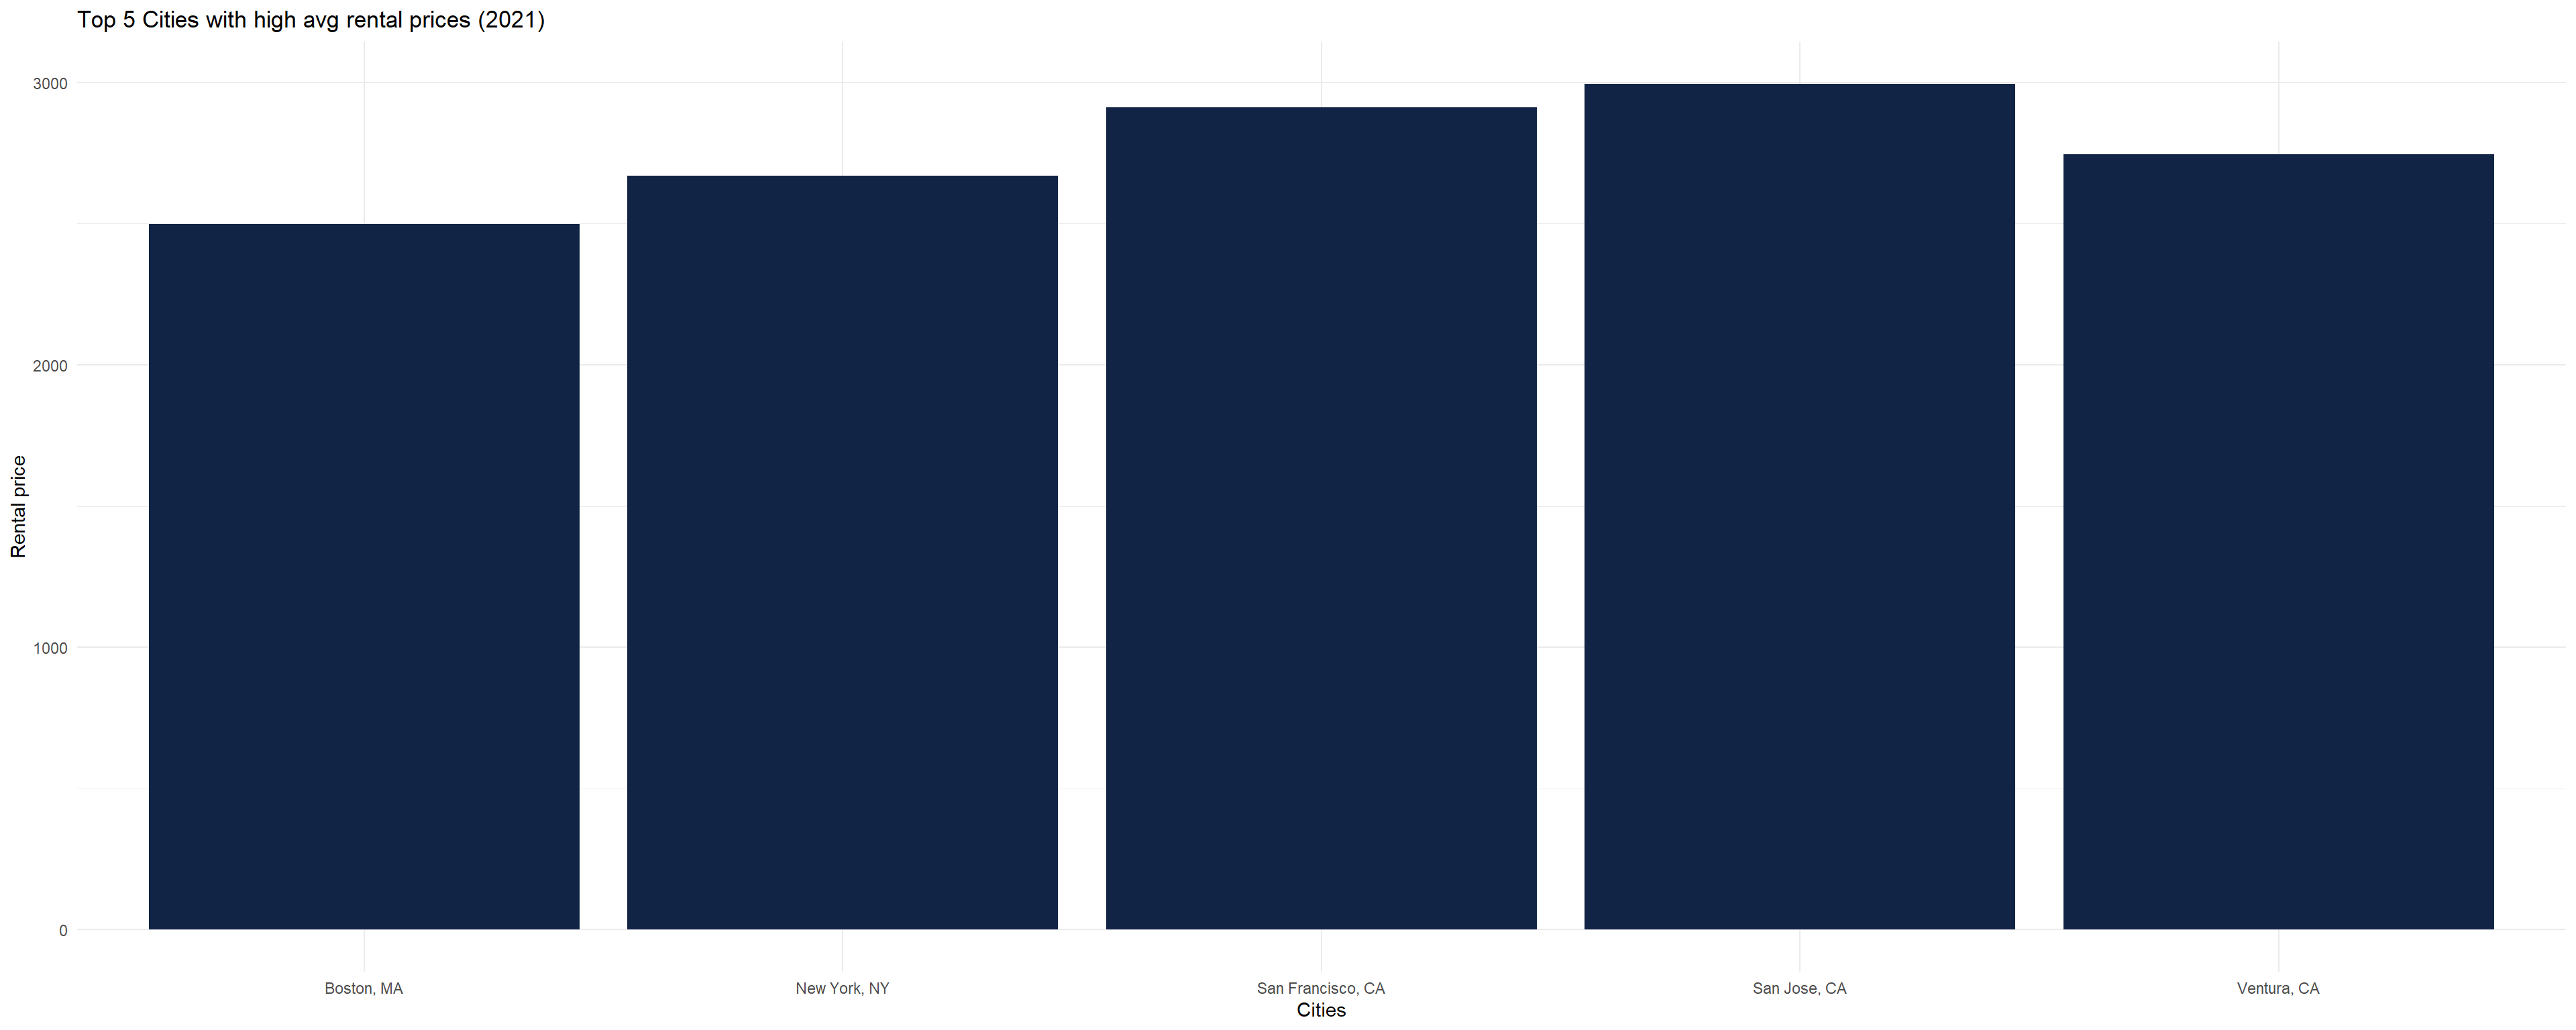 Top 5 Cities with high avg rental prices (2021)
Rental price
3000
2000
1000
0
Boston, MA
New York, NY
San Francisco, CA
San Jose, CA
Ventura, CA
Cities